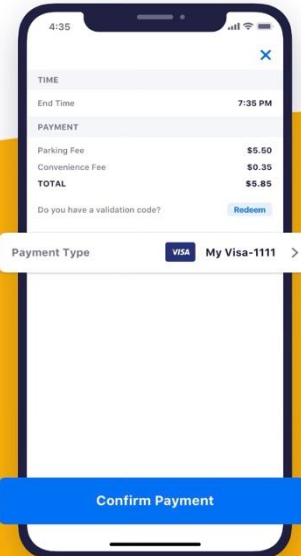 4:35
TIME
End Time 7:35 PM
PAYMENT
Parking Fee $5.50
Convenience Fee $0.35
TOTAL $5.85
Do you have a validation code? Redeem
Payment Type VISA My Visa-1111
Confirm Payment